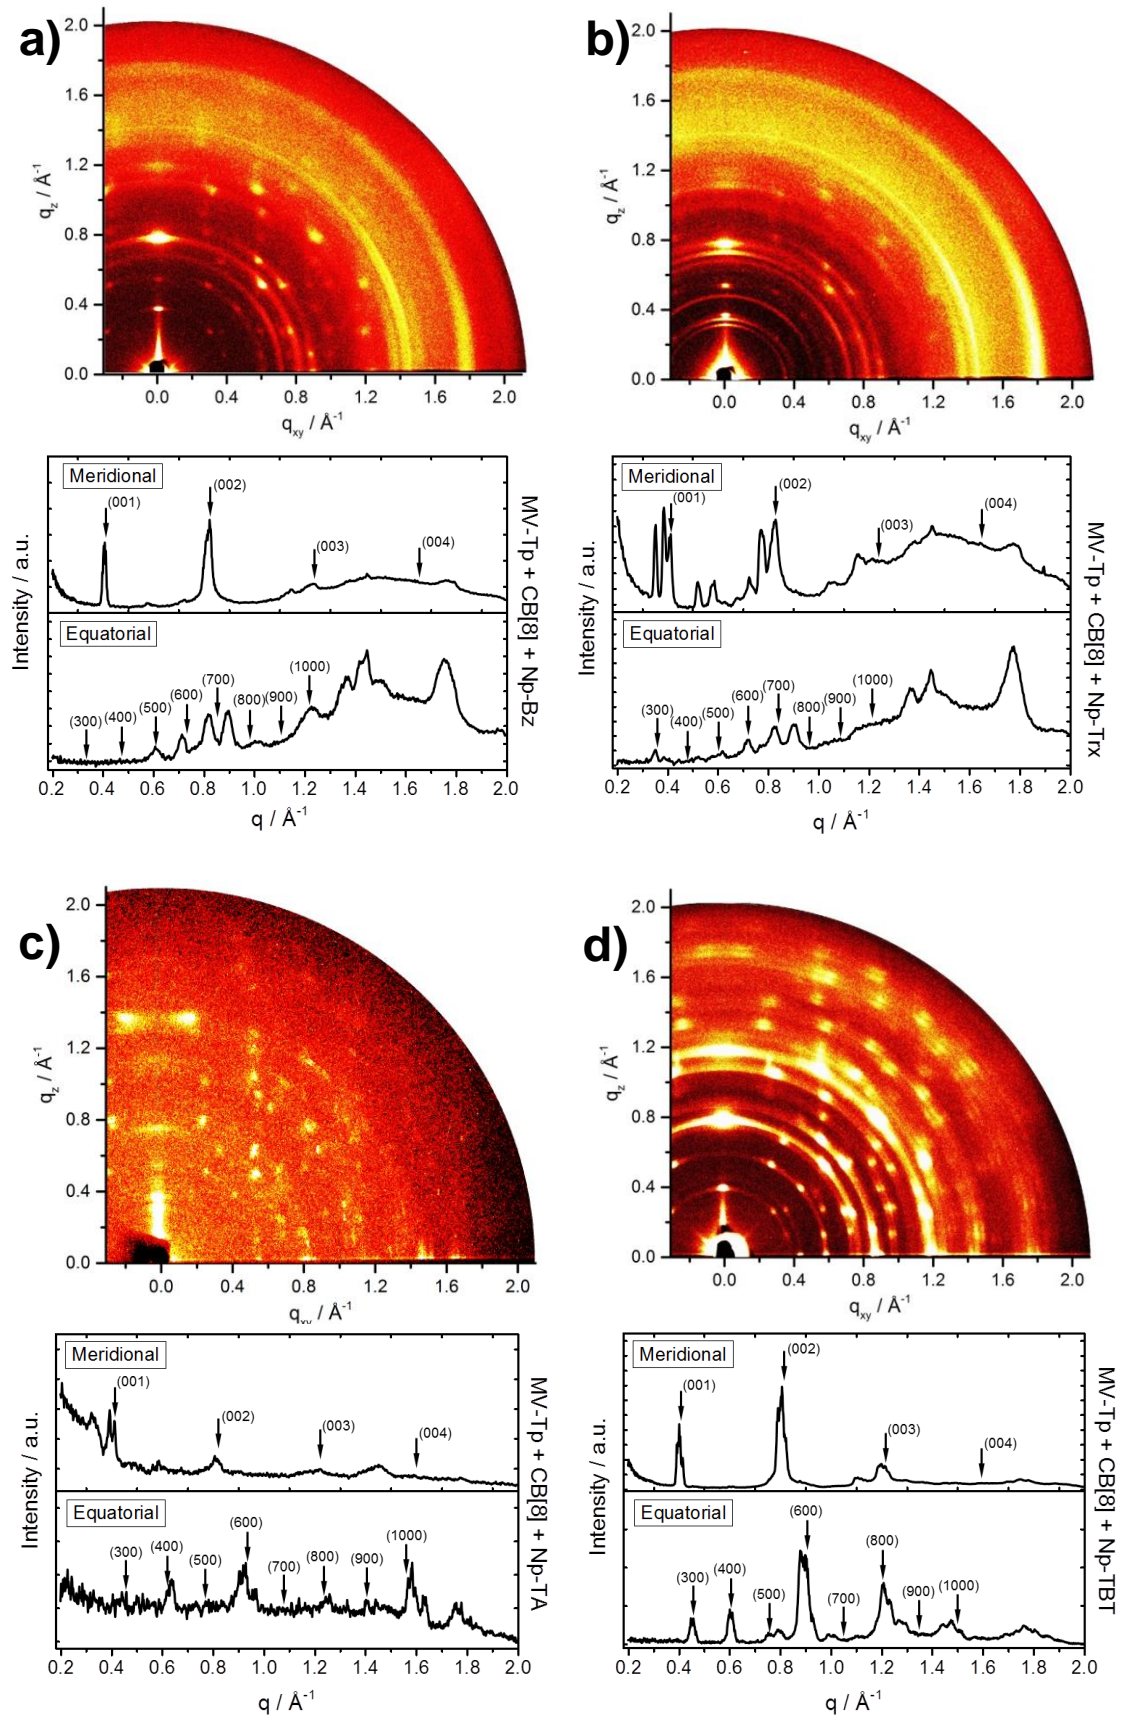 a)
2.0
1.6
1.2
0.8
0.4
0.0
q_z / Å⁻¹
0.0 0.4 0.8 1.2 1.6 2.0
q_xy / Å⁻¹
Meridional
(001)
(002)
(003)
(004)
Equatorial
(300)
(400)
(500)
(600)
(700)
(800)
(900)
(1000)
Intensity / a.u.
0.2 0.4 0.6 0.8 1.0 1.2 1.4 1.6 1.8 2.0
q / Å⁻¹
MV-Tp + CB[8] + Np-Bz
b)
2.0
1.6
1.2
0.8
0.4
0.0
q_z / Å⁻¹
0.0 0.4 0.8 1.2 1.6 2.0
q_xy / Å⁻¹
Meridional
(001)
(002)
(003)
(004)
Equatorial
(300)
(400)
(500)
(600)
(700)
(800)
(900)
(1000)
Intensity / a.u.
0.2 0.4 0.6 0.8 1.0 1.2 1.4 1.6 1.8 2.0
q / Å⁻¹
MV-Tp + CB[8] + Np-Trx
c)
2.0
1.6
1.2
0.8
0.4
0.0
q_z / Å⁻¹
0.0 0.4 0.8 1.2 1.6 2.0
q_xy / Å⁻¹
Meridional
(001)
(002)
(003)
(004)
Equatorial
(300)
(400)
(500)
(600)
(700)
(800)
(900)
(1000)
Intensity / a.u.
0.2 0.4 0.6 0.8 1.0 1.2 1.4 1.6 1.8 2.0
q / Å⁻¹
MV-Tp + CB[8] + Np-TA
d)
2.0
1.6
1.2
0.8
0.4
0.0
q_z / Å⁻¹
0.0 0.4 0.8 1.2 1.6 2.0
q_xy / Å⁻¹
Meridional
(001)
(002)
(003)
(004)
Equatorial
(300)
(400)
(500)
(600)
(700)
(800)
(900)
(1000)
Intensity / a.u.
0.2 0.4 0.6 0.8 1.0 1.2 1.4 1.6 1.8 2.0
q / Å⁻¹
MV-Tp + CB[8] + Np-TBT